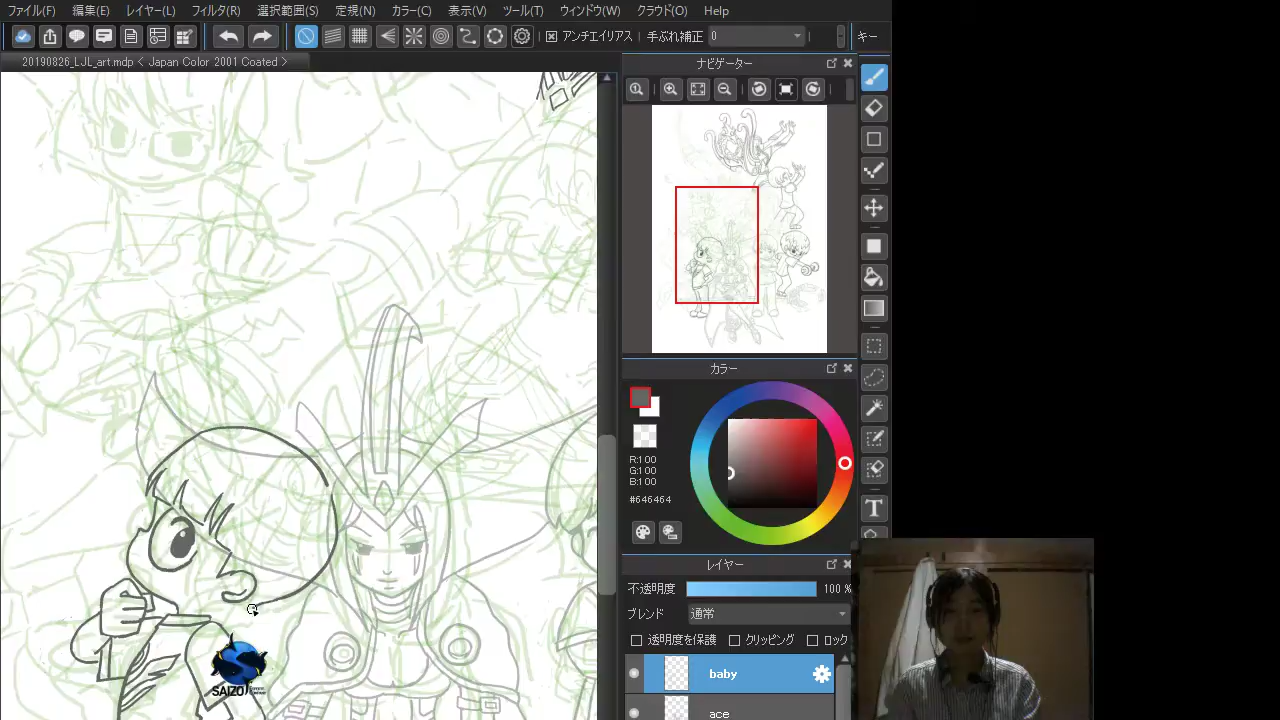 ファイル(F) 編集(E) レイヤー(L) フィルタ(R) 選択範囲(S) 定規(N) カラー(C) 表示(V) ツール(T) ウィンドウ(W) クラウド(O) Help
アンチエイリアス 手ぶれ補正 0 キー
20190826_LJL_art.mdp < Japan Color 2001 Coated >
ナビゲーター
カラー
R:100
G:100
B:100
#646464
レイヤー
不透明度 100 %
ブレンド 通常
透明度を保護 クリッピング ロック
baby
ace
T
SAIZO